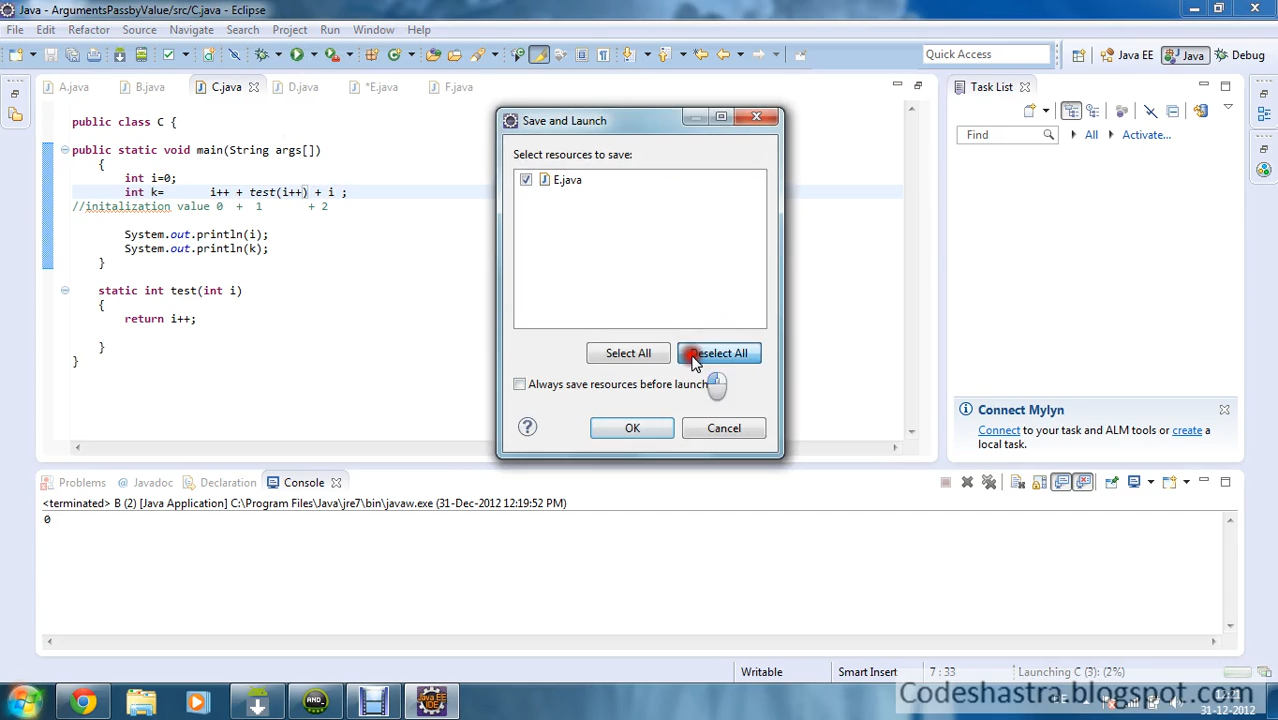 Java - ArgumentsPassbyValue/src/C.java - Eclipse
File Edit Refactor Source Navigate Search Project Run Window Help
Quick Access Java EE Java Debug
A.java B.java C.java D.java *E.java F.java
public class C {
public static void main(String args[])
{
int i=0;
int k= i++ + test(i++) + i ;
//initalization value 0 + 1 + 2
System.out.println(i);
System.out.println(k);
}
static int test(int i)
{
return i++;
}
}
Save and Launch
Select resources to save:
E.java
Select All Deselect All
Always save resources before launch
OK Cancel
Task List
Find All Activate...
Connect Mylyn
Connect to your task and ALM tools or create a
local task.
Problems Javadoc Declaration Console
<terminated> B (2) [Java Application] C:\Program Files\Java\jre7\bin\javaw.exe (31-Dec-2012 12:19:52 PM)
0
Writable Smart Insert 7 : 33 Launching C (3): (2%)
Codeshastra.blogspot.com
31-12-2012